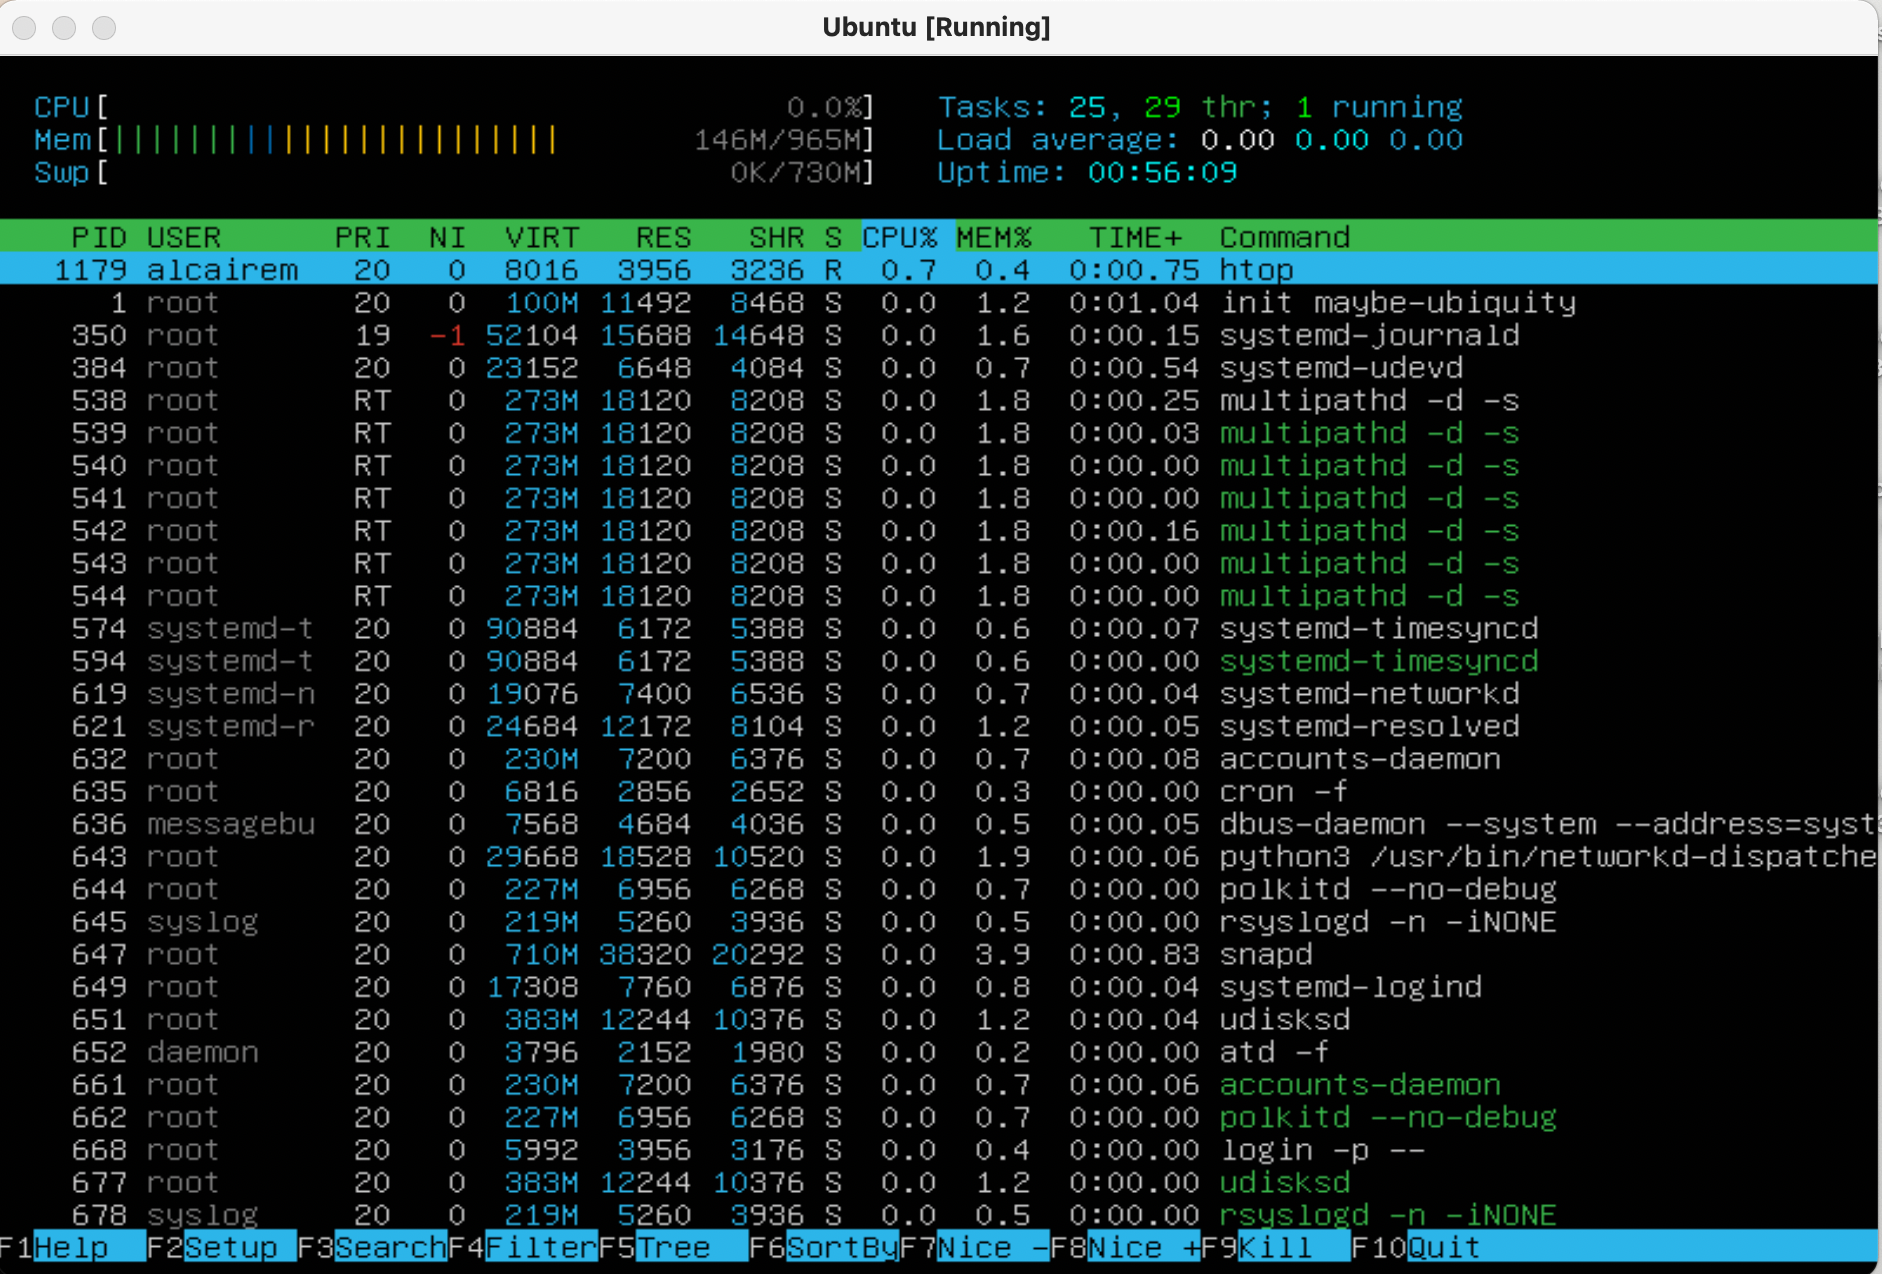 Ubuntu [Running]
CPU[ 0.0%] Tasks: 25, 29 thr; 1 running
Mem[|||||||||||||||||||||||| 146M/965M] Load average: 0.00 0.00 0.00
Swp[ 0K/730M] Uptime: 00:56:09
PID USER PRI NI VIRT RES SHR S CPU% MEM% TIME+ Command
1179 alcairem 20 0 8016 3956 3236 R 0.7 0.4 0:00.75 htop
1 root 20 0 100M 11492 8468 S 0.0 1.2 0:01.04 init maybe-ubiquity
350 root 19 -1 52104 15688 14648 S 0.0 1.6 0:00.15 systemd-journald
384 root 20 0 23152 6648 4084 S 0.0 0.7 0:00.54 systemd-udevd
538 root RT 0 273M 18120 8208 S 0.0 1.8 0:00.25 multipathd -d -s
539 root RT 0 273M 18120 8208 S 0.0 1.8 0:00.03 multipathd -d -s
540 root RT 0 273M 18120 8208 S 0.0 1.8 0:00.00 multipathd -d -s
541 root RT 0 273M 18120 8208 S 0.0 1.8 0:00.00 multipathd -d -s
542 root RT 0 273M 18120 8208 S 0.0 1.8 0:00.16 multipathd -d -s
543 root RT 0 273M 18120 8208 S 0.0 1.8 0:00.00 multipathd -d -s
544 root RT 0 273M 18120 8208 S 0.0 1.8 0:00.00 multipathd -d -s
574 systemd-t 20 0 90884 6172 5388 S 0.0 0.6 0:00.07 systemd-timesyncd
594 systemd-t 20 0 90884 6172 5388 S 0.0 0.6 0:00.00 systemd-timesyncd
619 systemd-n 20 0 19076 7400 6536 S 0.0 0.7 0:00.04 systemd-networkd
621 systemd-r 20 0 24684 12172 8104 S 0.0 1.2 0:00.05 systemd-resolved
632 root 20 0 230M 7200 6376 S 0.0 0.7 0:00.08 accounts-daemon
635 root 20 0 6816 2856 2652 S 0.0 0.3 0:00.00 cron -f
636 messagebu 20 0 7568 4684 4036 S 0.0 0.5 0:00.05 dbus-daemon --system --address=syst
643 root 20 0 29668 18528 10520 S 0.0 1.9 0:00.06 python3 /usr/bin/networkd-dispatche
644 root 20 0 227M 6956 6268 S 0.0 0.7 0:00.00 polkitd --no-debug
645 syslog 20 0 219M 5260 3936 S 0.0 0.5 0:00.00 rsyslogd -n -iNONE
647 root 20 0 710M 38320 20292 S 0.0 3.9 0:00.83 snapd
649 root 20 0 17308 7760 6876 S 0.0 0.8 0:00.04 systemd-logind
651 root 20 0 383M 12244 10376 S 0.0 1.2 0:00.04 udisksd
652 daemon 20 0 3796 2152 1980 S 0.0 0.2 0:00.00 atd -f
661 root 20 0 230M 7200 6376 S 0.0 0.7 0:00.06 accounts-daemon
662 root 20 0 227M 6956 6268 S 0.0 0.7 0:00.00 polkitd --no-debug
668 root 20 0 5992 3956 3176 S 0.0 0.4 0:00.00 login -p --
677 root 20 0 383M 12244 10376 S 0.0 1.2 0:00.00 udisksd
678 syslog 20 0 219M 5260 3936 S 0.0 0.5 0:00.00 rsyslogd -n -iNONE
F1Help F2Setup F3SearchF4FilterF5Tree F6SortByF7Nice -F8Nice +F9Kill F10Quit